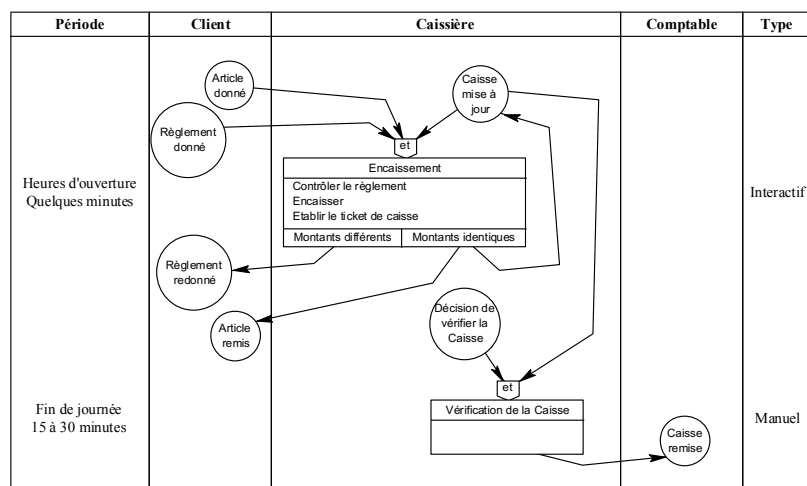 Période
Client
Caissière
Comptable
Type
Article
donné
Caisse
mise à
jour
Règlement
donné
et
Encaissement
Heures d'ouverture
Quelques minutes
Contrôler le règlement
Encaisser
Etablir le ticket de caisse
Interactif
Montants différents
Montants identiques
Règlement
redonné
Décision de
vérifier la
Caisse
Article
remis
et
Fin de journée
15 à 30 minutes
Vérification de la Caisse
Manuel
Caisse
remise